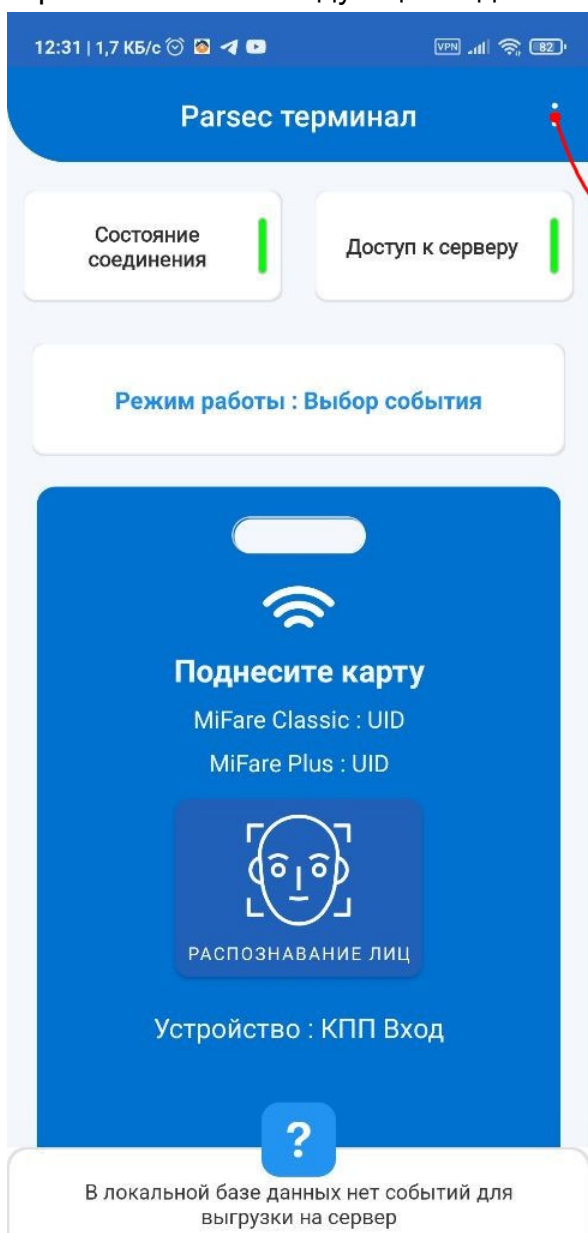 12:31 | 1,7 КБ/с
VPN 82
Parsec терминал
Состояние
соединения
Доступ к серверу
Режим работы : Выбор события
Поднесите карту
MiFare Classic : UID
MiFare Plus : UID
РАСПОЗНАВАНИЕ ЛИЦ
Устройство : КПП Вход
?
В локальной базе данных нет событий для
выгрузки на сервер